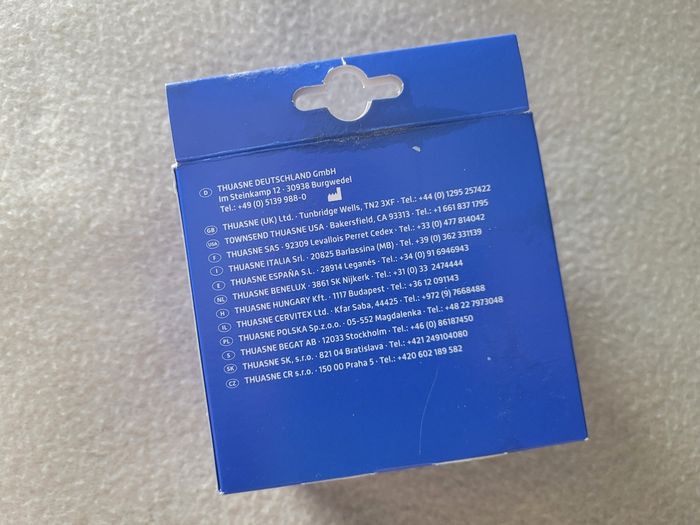 D THUASNE DEUTSCHLAND GmbH
Im Steinkamp 12 · 30938 Burgwedel
Tel.: +49 (0) 5139 988-0
GB THUASNE (UK) Ltd. · Tunbridge Wells, TN2 3XF · Tel.: +44 (0) 1295 257422
USA TOWNSEND THUASNE USA · Bakersfield, CA 93313 · Tel.: +1 661 837 1795
F THUASNE SAS · 92309 Levallois Perret Cedex · Tel.: +33 (0) 477 814042
I THUASNE ITALIA Srl. · 20825 Barlassina (MB) · Tel. +39 (0) 362 331139
E THUASNE ESPAÑA S.L. · 28914 Leganés · Tel.: +34 (0) 91 6946943
NL THUASNE BENELUX · 3861 SK Nijkerk · Tel.: +31 (0) 33 2474444
H THUASNE HUNGARY Kft. · 1117 Budapest · Tel.: +36 12 091143
IL THUASNE CERVITEX Ltd. · Kfar Saba, 44425 · Tel.: +972 (9) 7668488
PL THUASNE POLSKA Sp.z.o.o. · 05-552 Magdalenka · Tel.: +48 22 7973048
S THUASNE BEGAT AB · 12033 Stockholm · Tel.: +46 (0) 86187450
SK THUASNE SK, s.r.o. · 821 04 Bratislava · Tel.: +421 249104080
CZ THUASNE CR s.r.o. · 150 00 Praha 5 · Tel.: +420 602 189 582